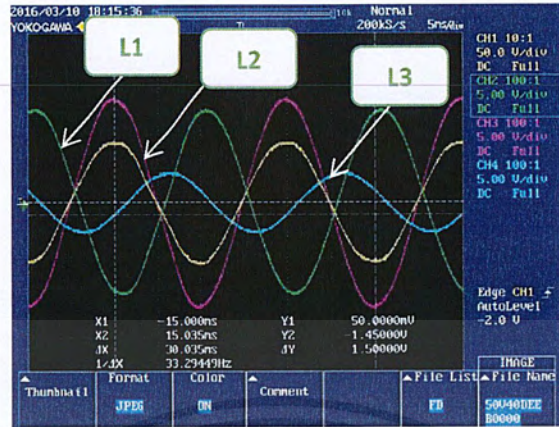 2016/03/10 18:15:36
Normal
YOKOGAWA
200kS/s 5ms/div
L1
L2
L3
CH1 10:1
50.0 V/div
DC Full
CH2 100:1
5.00 V/div
DC Full
CH3 100:1
5.00 V/div
DC Full
CH4 100:1
5.00 V/div
DC Full
Edge CH1
AutoLevel
-2.0 V
X1 -15.000ms Y1 50.0000mV
X2 15.035ms Y2 -1.45000V
ΔX 30.035ms ΔY 1.50000V
1/ΔX 33.29449Hz
IMAGE
Thumbnail
Format
JPEG
Color
ON
Comment
File List
FD
File Name
50V40DEE
B0000